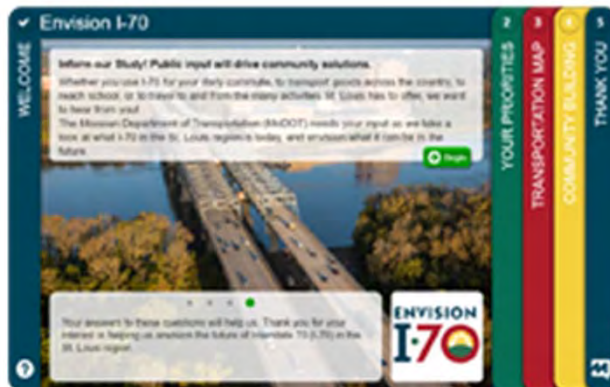 Envision I-70
WELCOME
Inform our Study! Public input will drive community solutions.
Whether you use I-70 for your daily commute, to transport goods across the country, to
reach school, or to travel to and from the many activities St. Louis has to offer, we want
to hear from you!
The Missouri Department of Transportation (MoDOT) needs your input as we take a
look at what I-70 in the St. Louis region is today, and envision what it can be in the
future.
Begin
Your answer to these questions will help us. Thank you for your
interest in helping us envision the future of Interstate 70 (I-70) in the
St. Louis region.
ENVISION
I-70
?
2
YOUR PRIORITIES
3
TRANSPORTATION MAP
4
COMMUNITY BUILDING
5
THANK YOU